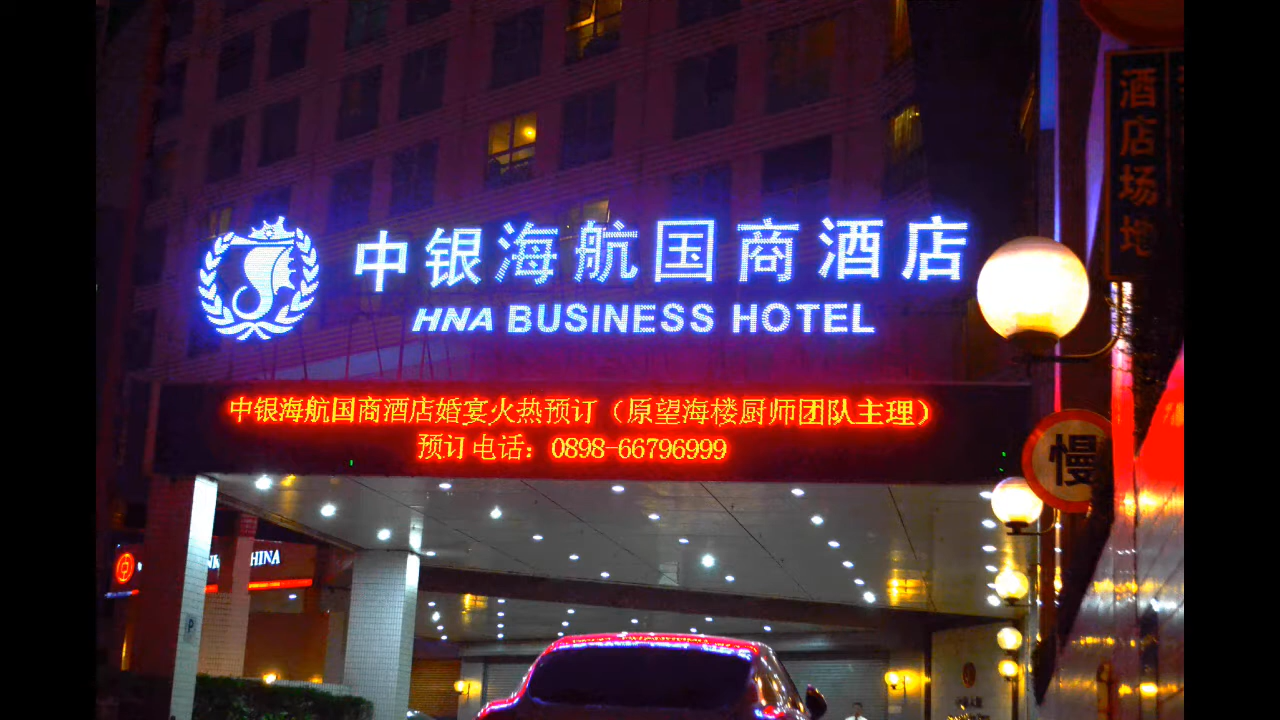 中银海航国商酒店
HNA BUSINESS HOTEL
中银海航国商酒店婚宴火热预订（原望海楼厨师团队主理）
预订电话：0898-66796999
酒店场地
慢
P